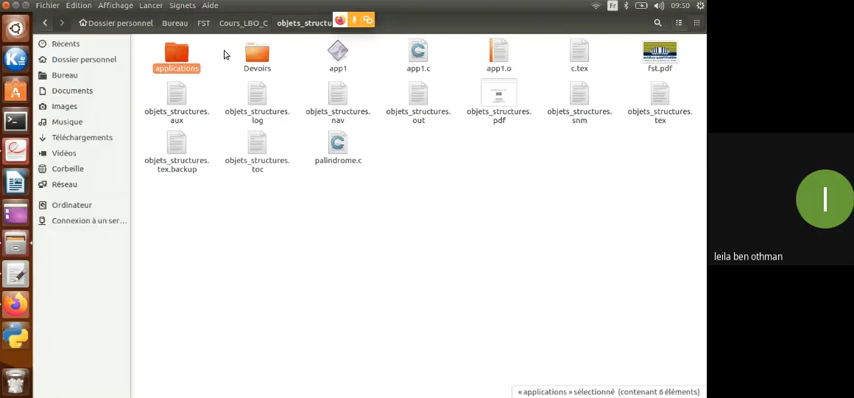 Fichier Édition Affichage Lancer Signets Aide
Fr 09:50
Dossier personnel Bureau FST Cours_LBO_C objets_structu
Récents
Dossier personnel
Bureau
Documents
Images
Musique
Téléchargements
Vidéos
Corbeille
Réseau
Ordinateur
Connexion à un ser...
applications Devoirs app1 app1.c app1.o c.tex fst.pdf
objets_structures.aux objets_structures.log objets_structures.nav objets_structures.out objets_structures.pdf objets_structures.snm objets_structures.tex
objets_structures.tex.backup objets_structures.toc palindrome.c
« applications » sélectionné (contenant 6 éléments)
l
leila ben othman